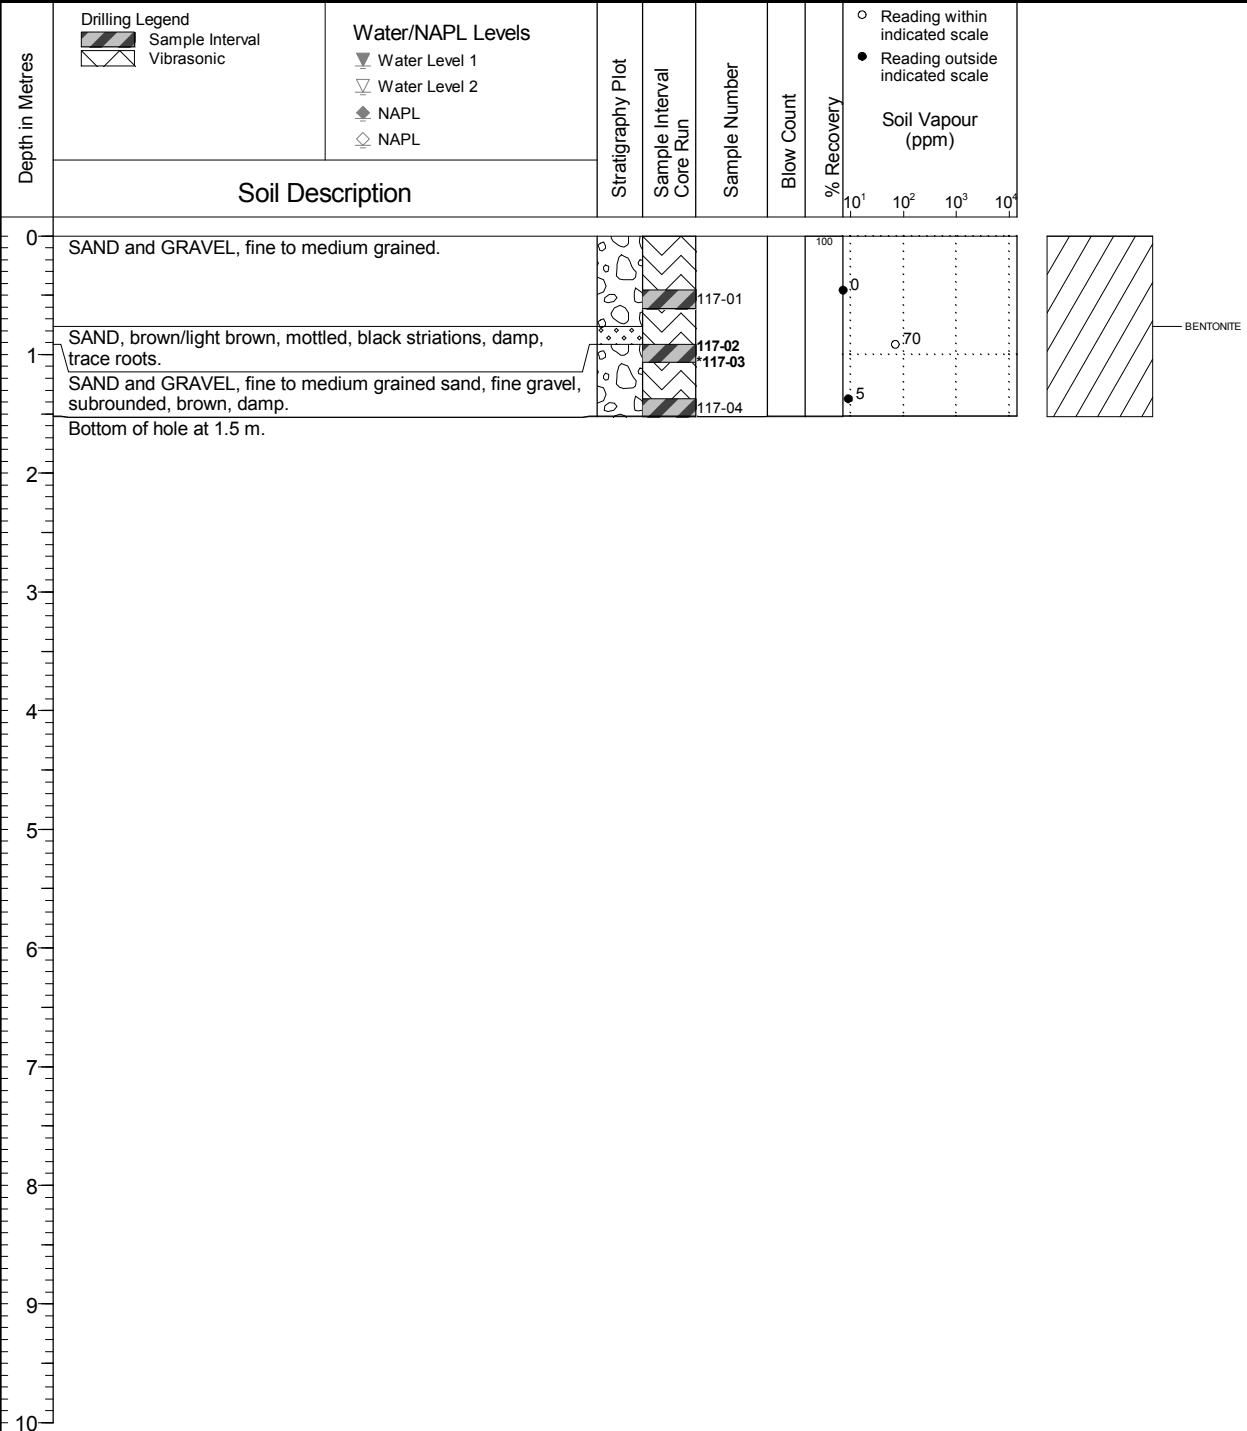 Drilling Legend
Sample Interval
Vibrasonic
Water/NAPL Levels
Water Level 1
Water Level 2
NAPL
NAPL
Depth in Metres
Soil Description
Stratigraphy Plot
Sample Interval
Core Run
Sample Number
Blow Count
% Recovery
Reading within
indicated scale
Reading outside
indicated scale
Soil Vapour
(ppm)
10¹ 10² 10³ 10⁴
0
SAND and GRAVEL, fine to medium grained.
100
0
117-01
SAND, brown/light brown, mottled, black striations, damp,
trace roots.
117-02
*117-03
70
BENTONITE
1
SAND and GRAVEL, fine to medium grained sand, fine gravel,
subrounded, brown, damp.
117-04
5
Bottom of hole at 1.5 m.
2
3
4
5
6
7
8
9
10